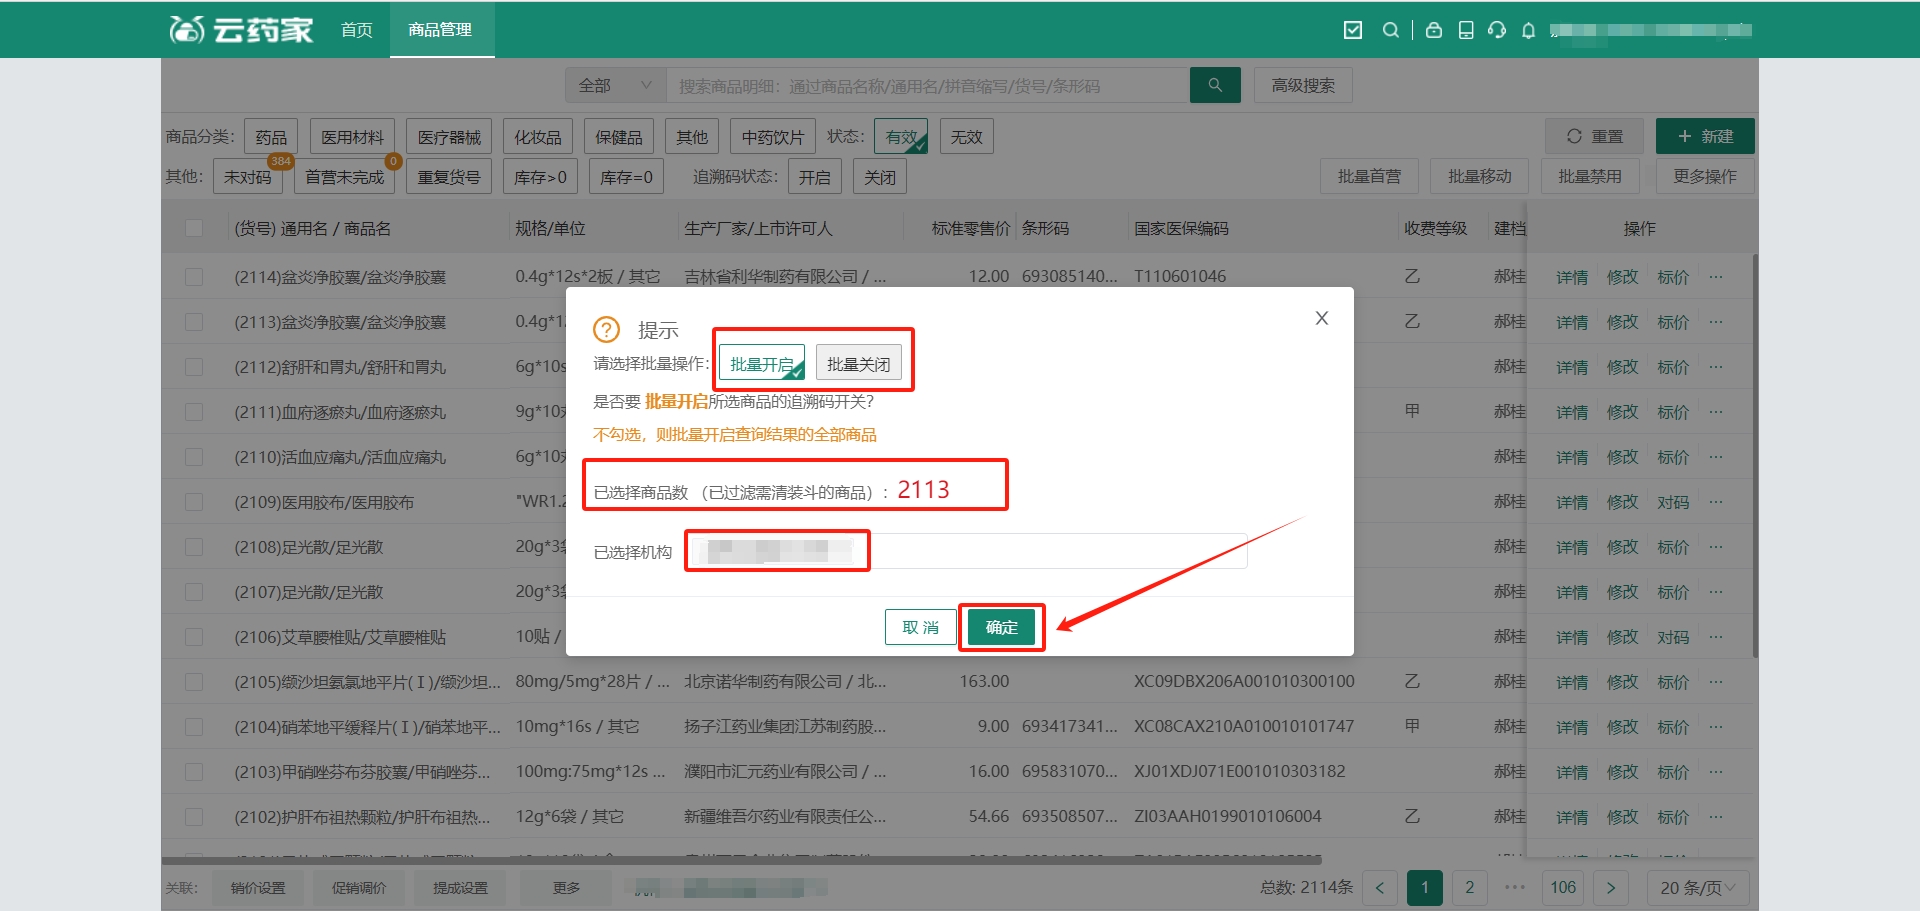 云药家 首页 商品管理
全部 搜索商品明细：通过商品名称/通用名/拼音缩写/货号/条形码 高级搜索
商品分类： 药品 医用材料 医疗器械 化妆品 保健品 其他 中药饮片 状态： 有效 无效 重置 + 新建
其他： 未对码 384 首营未完成 0 重复货号 库存>0 库存=0 追溯码状态： 开启 关闭 批量首营 批量移动 批量禁用 更多操作
(货号) 通用名 / 商品名 规格/单位 生产厂家/上市许可人 标准零售价 条形码 国家医保编码 收费等级 建档 操作
(2114)盆炎净胶囊/盆炎净胶囊 0.4g*12s*2板 / 其它 吉林省利华制药有限公司 / ... 12.00 693085140... T110601046 乙 郝桂 详情 修改 标价 ···
(2113)盆炎净胶囊/盆炎净胶囊 0.4g*1 乙 郝桂 详情 修改 标价 ···
(2112)舒肝和胃丸/舒肝和胃丸 6g*10s 郝桂 详情 修改 标价 ···
(2111)血府逐瘀丸/血府逐瘀丸 9g*10 甲 郝桂 详情 修改 标价 ···
(2110)活血应痛丸/活血应痛丸 6g*10 郝桂 详情 修改 标价 ···
(2109)医用胶布/医用胶布 "WR1.2 郝桂 详情 修改 对码 ···
(2108)足光散/足光散 20g*3 郝桂 详情 修改 标价 ···
(2107)足光散/足光散 20g*3 郝桂 详情 修改 标价 ···
(2106)艾草腰椎贴/艾草腰椎贴 10贴 / 郝桂 详情 修改 对码 ···
(2105)缬沙坦氨氯地平片(Ⅰ)/缬沙坦... 80mg/5mg*28片 / ... 北京诺华制药有限公司 / 北... 163.00 XC09DBX206A001010300100 乙 郝桂 详情 修改 标价 ···
(2104)硝苯地平缓释片(Ⅰ)/硝苯地平... 10mg*16s / 其它 扬子江药业集团江苏制药股... 9.00 693417341... XC08CAX210A010010101747 甲 郝桂 详情 修改 标价 ···
(2103)甲硝唑芬布芬胶囊/甲硝唑芬... 100mg:75mg*12s ... 濮阳市汇元药业有限公司 / ... 16.00 695831070... XJ01XDJ071E001010303182 郝桂 详情 修改 标价 ···
(2102)护肝布祖热颗粒/护肝布祖热... 12g*6袋 / 其它 新疆维吾尔药业有限责任公... 54.66 693508507... ZI03AAH0199010106004 乙 郝桂 详情 修改 标价 ···
提示 X
请选择批量操作: 批量开启 批量关闭
是否要 批量开启所选商品的追溯码开关?
不勾选，则批量开启查询结果的全部商品
已选择商品数 （已过滤需清装斗的商品）: 2113
已选择机构
取 消 确定
关联: 销价设置 促销调价 提成设置 更多 总数: 2114条 < 1 2 ··· 106 > 20 条/页